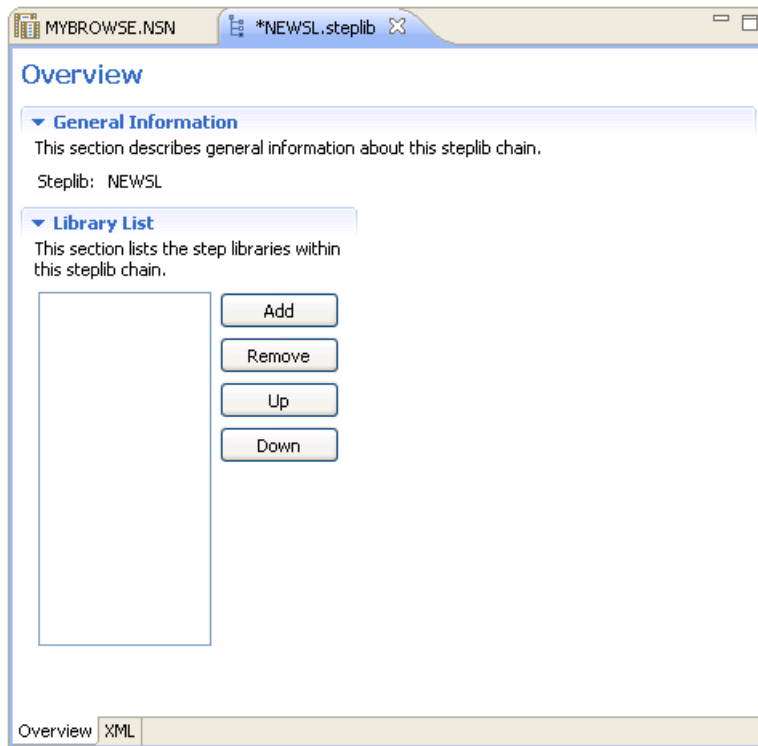 MYBROWSE.NSN
*NEWSL.steplib
Overview
General Information
This section describes general information about this steplib chain.
Steplib: NEWSL
Library List
This section lists the step libraries within
this steplib chain.
Add
Remove
Up
Down
Overview XML